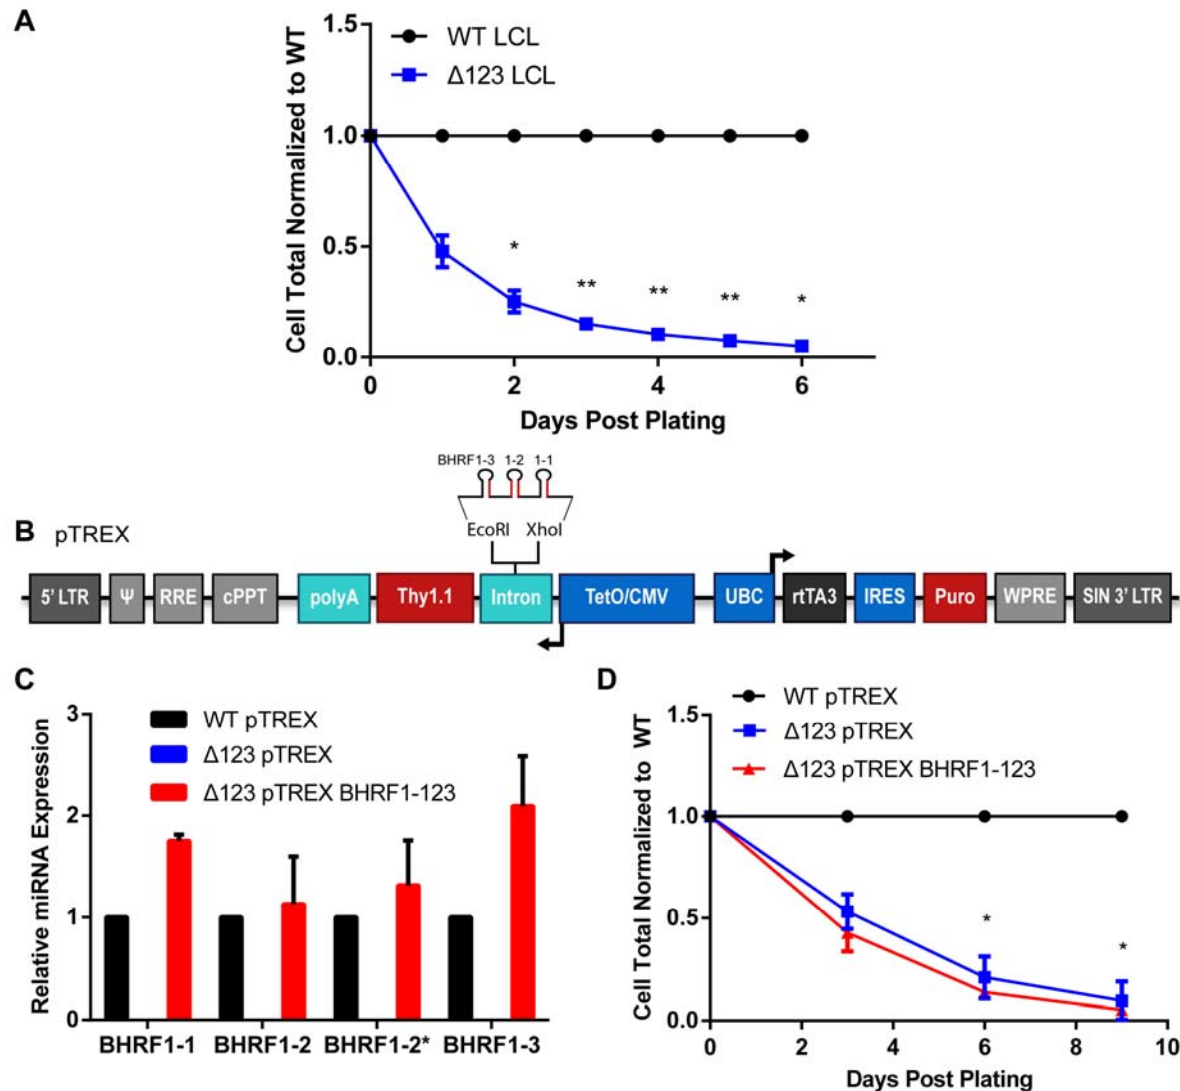 A
WT LCL
Δ123 LCL
Cell Total Normalized to WT
1.5
1.0
0.5
0.0
*
**
**
**
*
0 2 4 6
Days Post Plating
BHRF1-3 1-2 1-1
EcoRI XhoI
B pTREX
5' LTR Ψ RRE cPPT polyA Thy1.1 Intron TetO/CMV UBC rtTA3 IRES Puro WPRE SIN 3' LTR
C
WT pTREX
Δ123 pTREX
Δ123 pTREX BHRF1-123
Relative miRNA Expression
3
2
1
0
BHRF1-1 BHRF1-2 BHRF1-2* BHRF1-3
D
WT pTREX
Δ123 pTREX
Δ123 pTREX BHRF1-123
Cell Total Normalized to WT
1.5
1.0
0.5
0.0
*
*
0 2 4 6 8 10
Days Post Plating